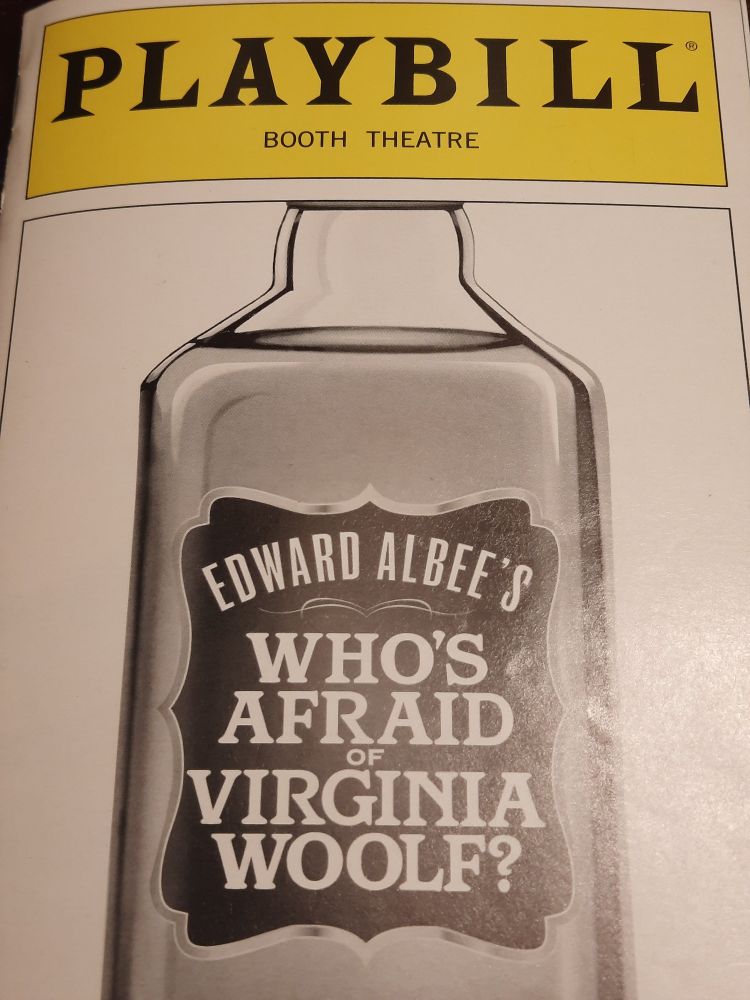 PLAYBILL®
BOOTH THEATRE
EDWARD ALBEE'S
WHO'S
AFRAID
OF
VIRGINIA
WOOLF?